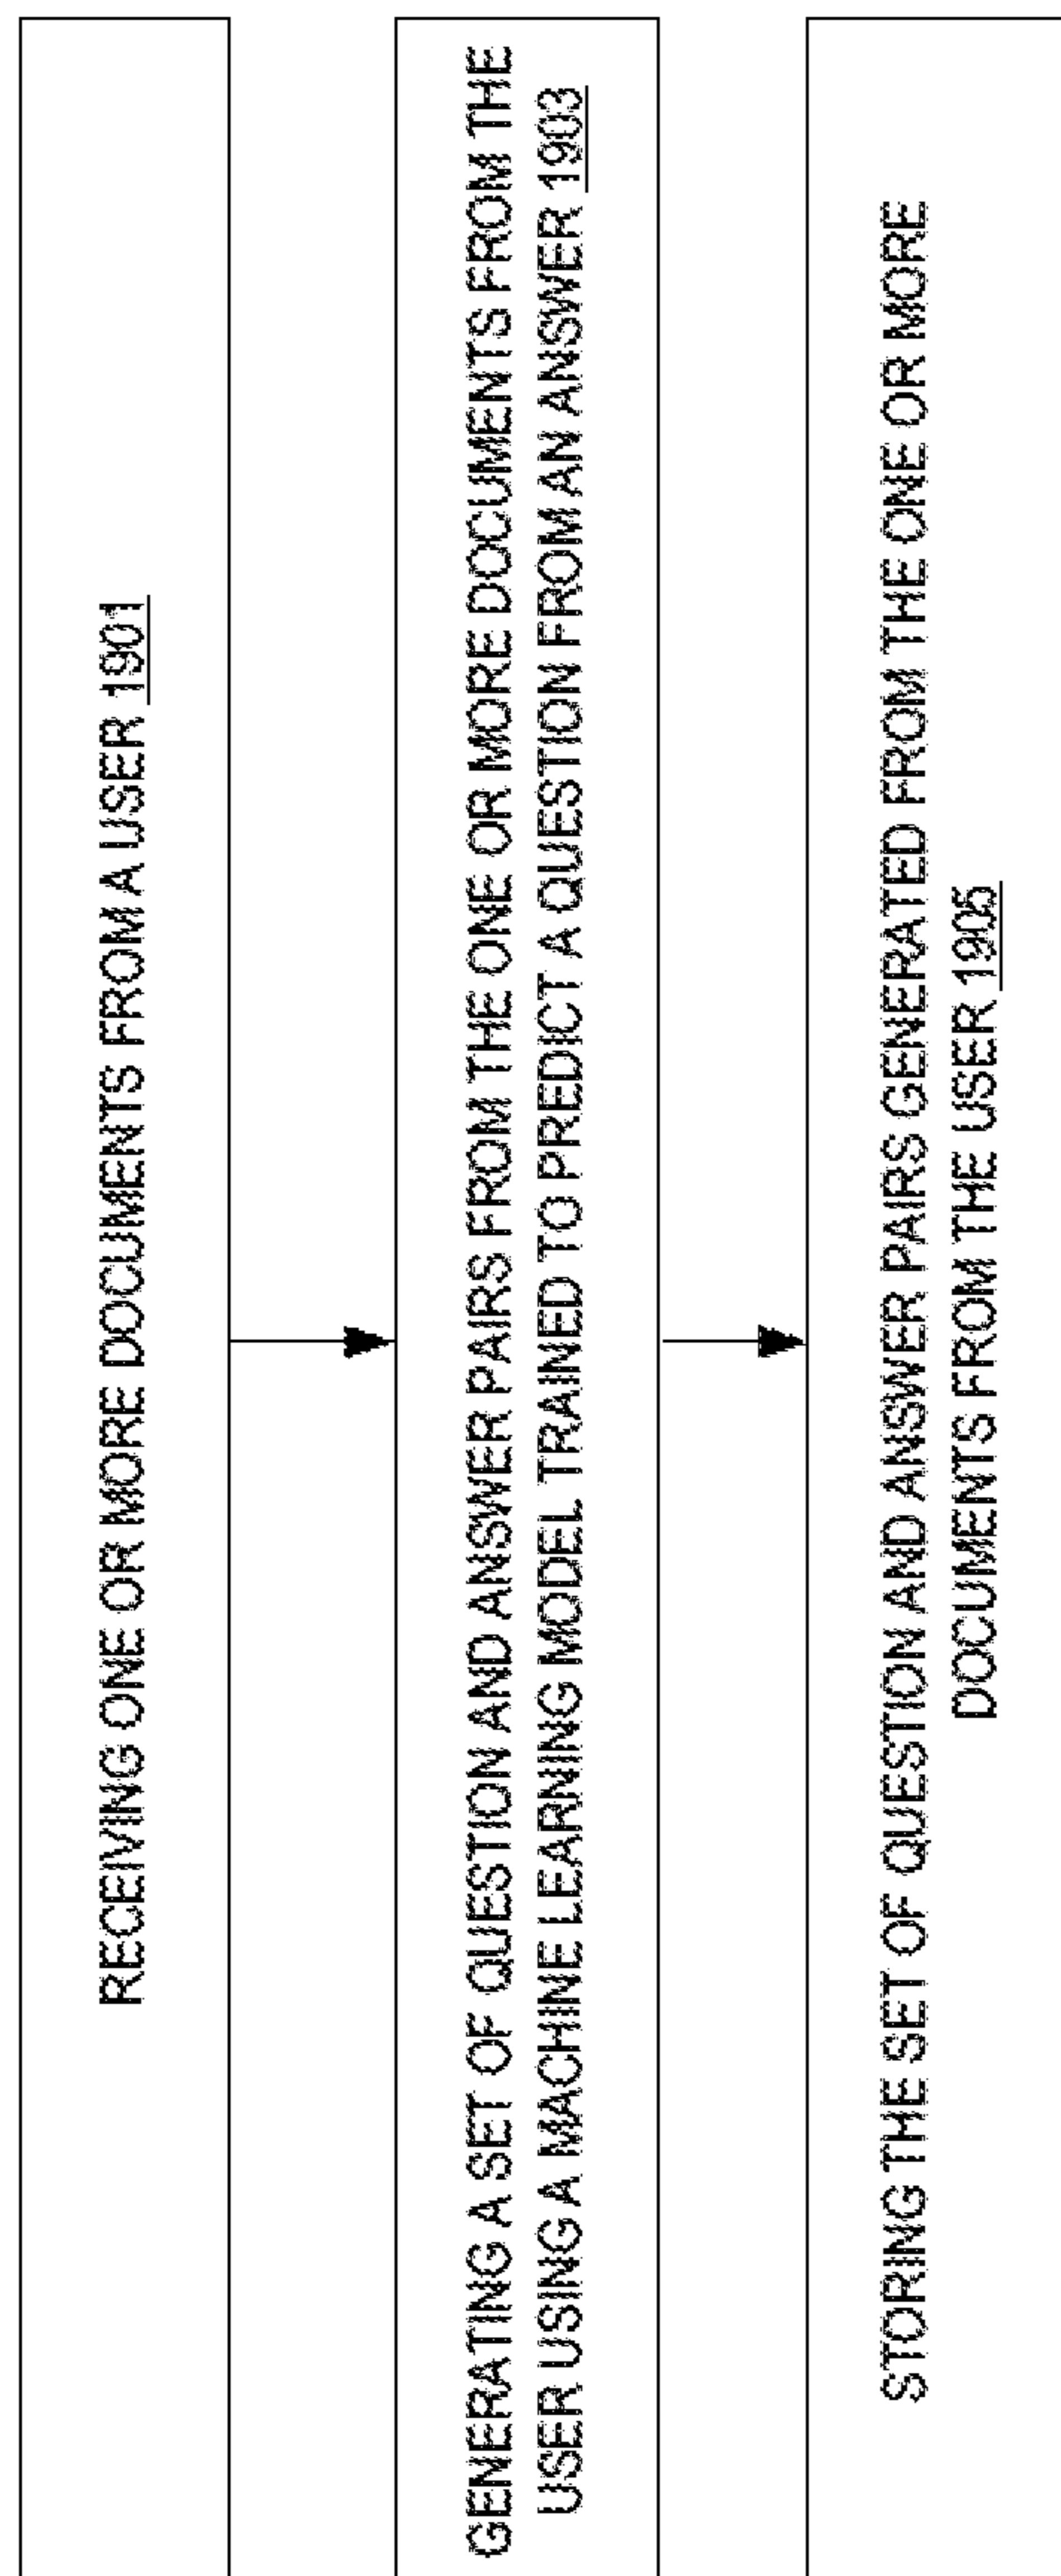 RECEIVING ONE OR MORE DOCUMENTS FROM A USER 1901
GENERATING A SET OF QUESTION AND ANSWER PAIRS FROM THE ONE OR MORE DOCUMENTS FROM THE
USER USING A MACHINE LEARNING MODEL TRAINED TO PREDICT A QUESTION FROM AN ANSWER 1903
STORING THE SET OF QUESTION AND ANSWER PAIRS GENERATED FROM THE ONE OR MORE
DOCUMENTS FROM THE USER 1905